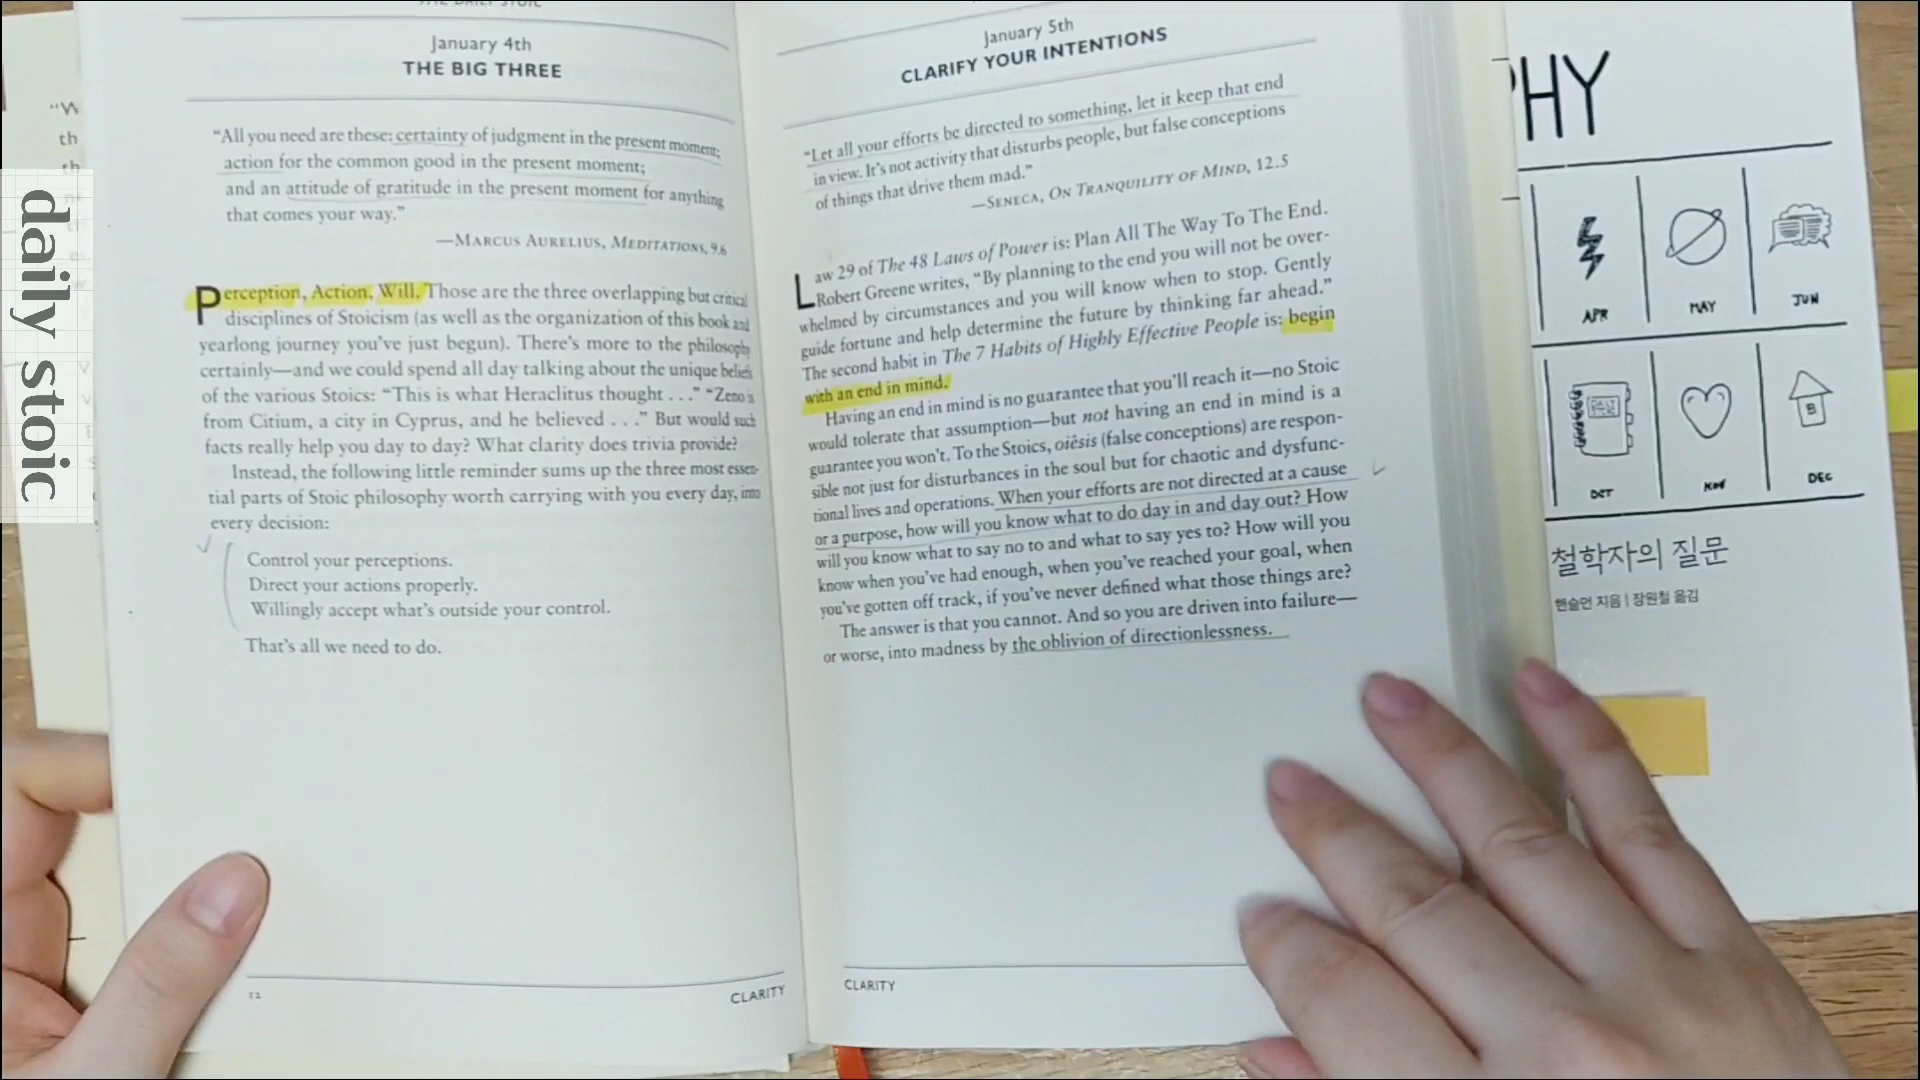 THE DAILY STOIC
January 4th
THE BIG THREE
“All you need are these: certainty of judgment in the present moment;
action for the common good in the present moment;
and an attitude of gratitude in the present moment for anything
that comes your way.”
—MARCUS AURELIUS, MEDITATIONS, 9.6
Perception, Action, Will. Those are the three overlapping but critical
disciplines of Stoicism (as well as the organization of this book and
yearlong journey you’ve just begun). There’s more to the philosophy
certainly—and we could spend all day talking about the unique beliefs
of the various Stoics: “This is what Heraclitus thought . . .” “Zeno is
from Citium, a city in Cyprus, and he believed . . .” But would such
facts really help you day to day? What clarity does trivia provide?
Instead, the following little reminder sums up the three most essen-
tial parts of Stoic philosophy worth carrying with you every day, into
every decision:
Control your perceptions.
Direct your actions properly.
Willingly accept what’s outside your control.
That’s all we need to do.
12
CLARITY
January 5th
CLARIFY YOUR INTENTIONS
“Let all your efforts be directed to something, let it keep that end
in view. It’s not activity that disturbs people, but false conceptions
of things that drive them mad.”
—SENECA, ON TRANQUILITY OF MIND, 12.5
Law 29 of The 48 Laws of Power is: Plan All The Way To The End.
Robert Greene writes, “By planning to the end you will not be over-
whelmed by circumstances and you will know when to stop. Gently
guide fortune and help determine the future by thinking far ahead.”
The second habit in The 7 Habits of Highly Effective People is: begin
with an end in mind.
Having an end in mind is no guarantee that you’ll reach it—no Stoic
would tolerate that assumption—but not having an end in mind is a
guarantee you won’t. To the Stoics, oiêsis (false conceptions) are respon-
sible not just for disturbances in the soul but for chaotic and dysfunc-
tional lives and operations. When your efforts are not directed at a cause
or a purpose, how will you know what to do day in and day out? How
will you know what to say no to and what to say yes to? How will you
know when you’ve had enough, when you’ve reached your goal, when
you’ve gotten off track, if you’ve never defined what those things are?
The answer is that you cannot. And so you are driven into failure—
or worse, into madness by the oblivion of directionlessness.
CLARITY
daily stoic
PHY
APR
MAY
JUN
OCT
NOV
DEC
철학자의 질문
핸슬먼 지음 | 장원철 옮김